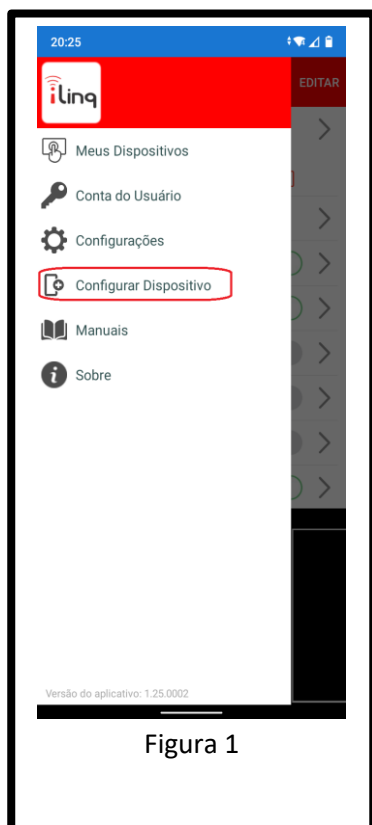 20:25
iLinq
EDITAR
Meus Dispositivos
Conta do Usuário
Configurações
Configurar Dispositivo
Manuais
Sobre
Versão do aplicativo: 1.25.0002
Figura 1